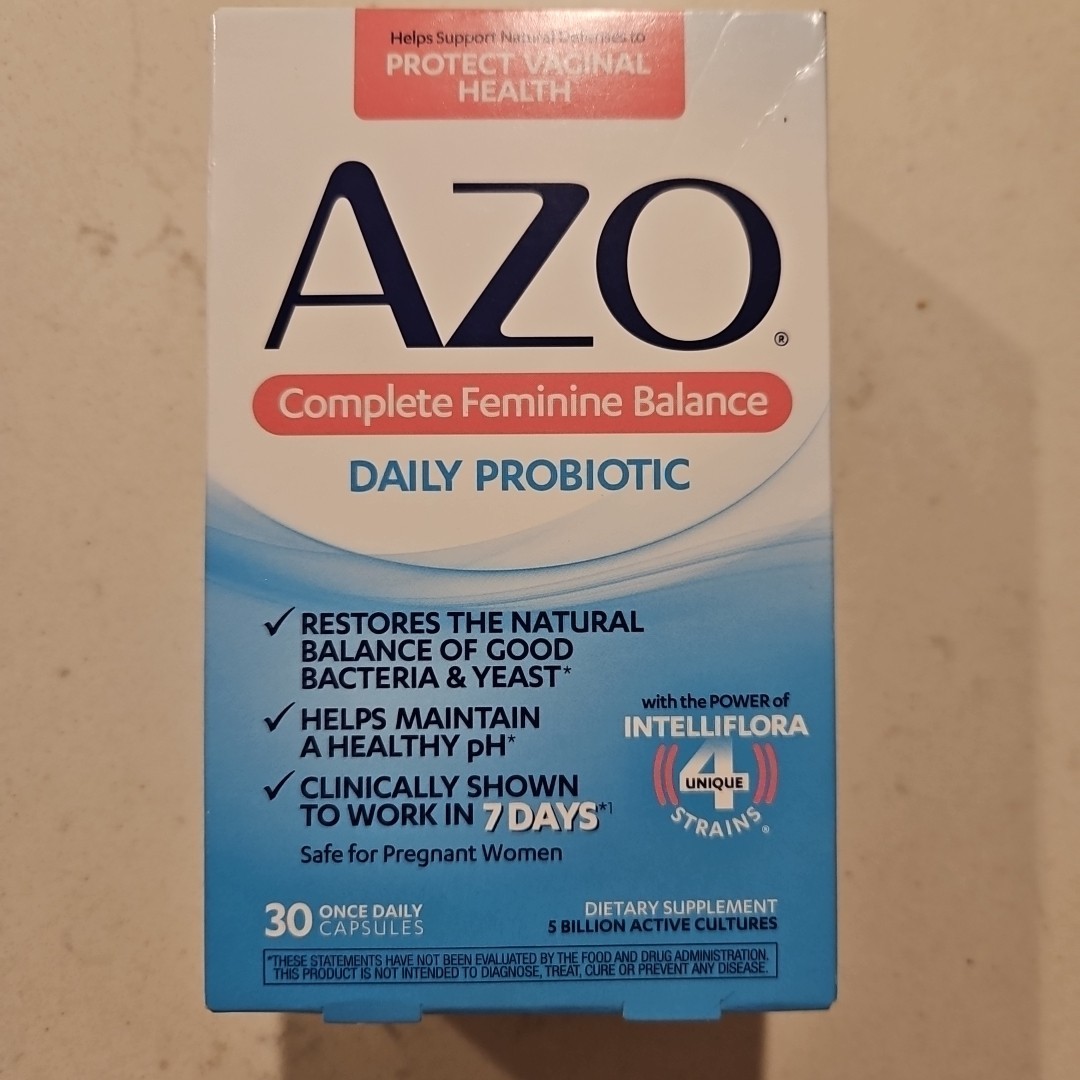 Helps Support Natural Defenses to
PROTECT VAGINAL
HEALTH
AZO®
Complete Feminine Balance
DAILY PROBIOTIC
✓ RESTORES THE NATURAL
BALANCE OF GOOD
BACTERIA & YEAST*
✓ HELPS MAINTAIN
A HEALTHY pH*
✓ CLINICALLY SHOWN
TO WORK IN 7 DAYS*1
Safe for Pregnant Women
with the POWER of
INTELLIFLORA
4
UNIQUE
STRAINS®
30 ONCE DAILY
CAPSULES
DIETARY SUPPLEMENT
5 BILLION ACTIVE CULTURES
*THESE STATEMENTS HAVE NOT BEEN EVALUATED BY THE FOOD AND DRUG ADMINISTRATION.
THIS PRODUCT IS NOT INTENDED TO DIAGNOSE, TREAT, CURE OR PREVENT ANY DISEASE.